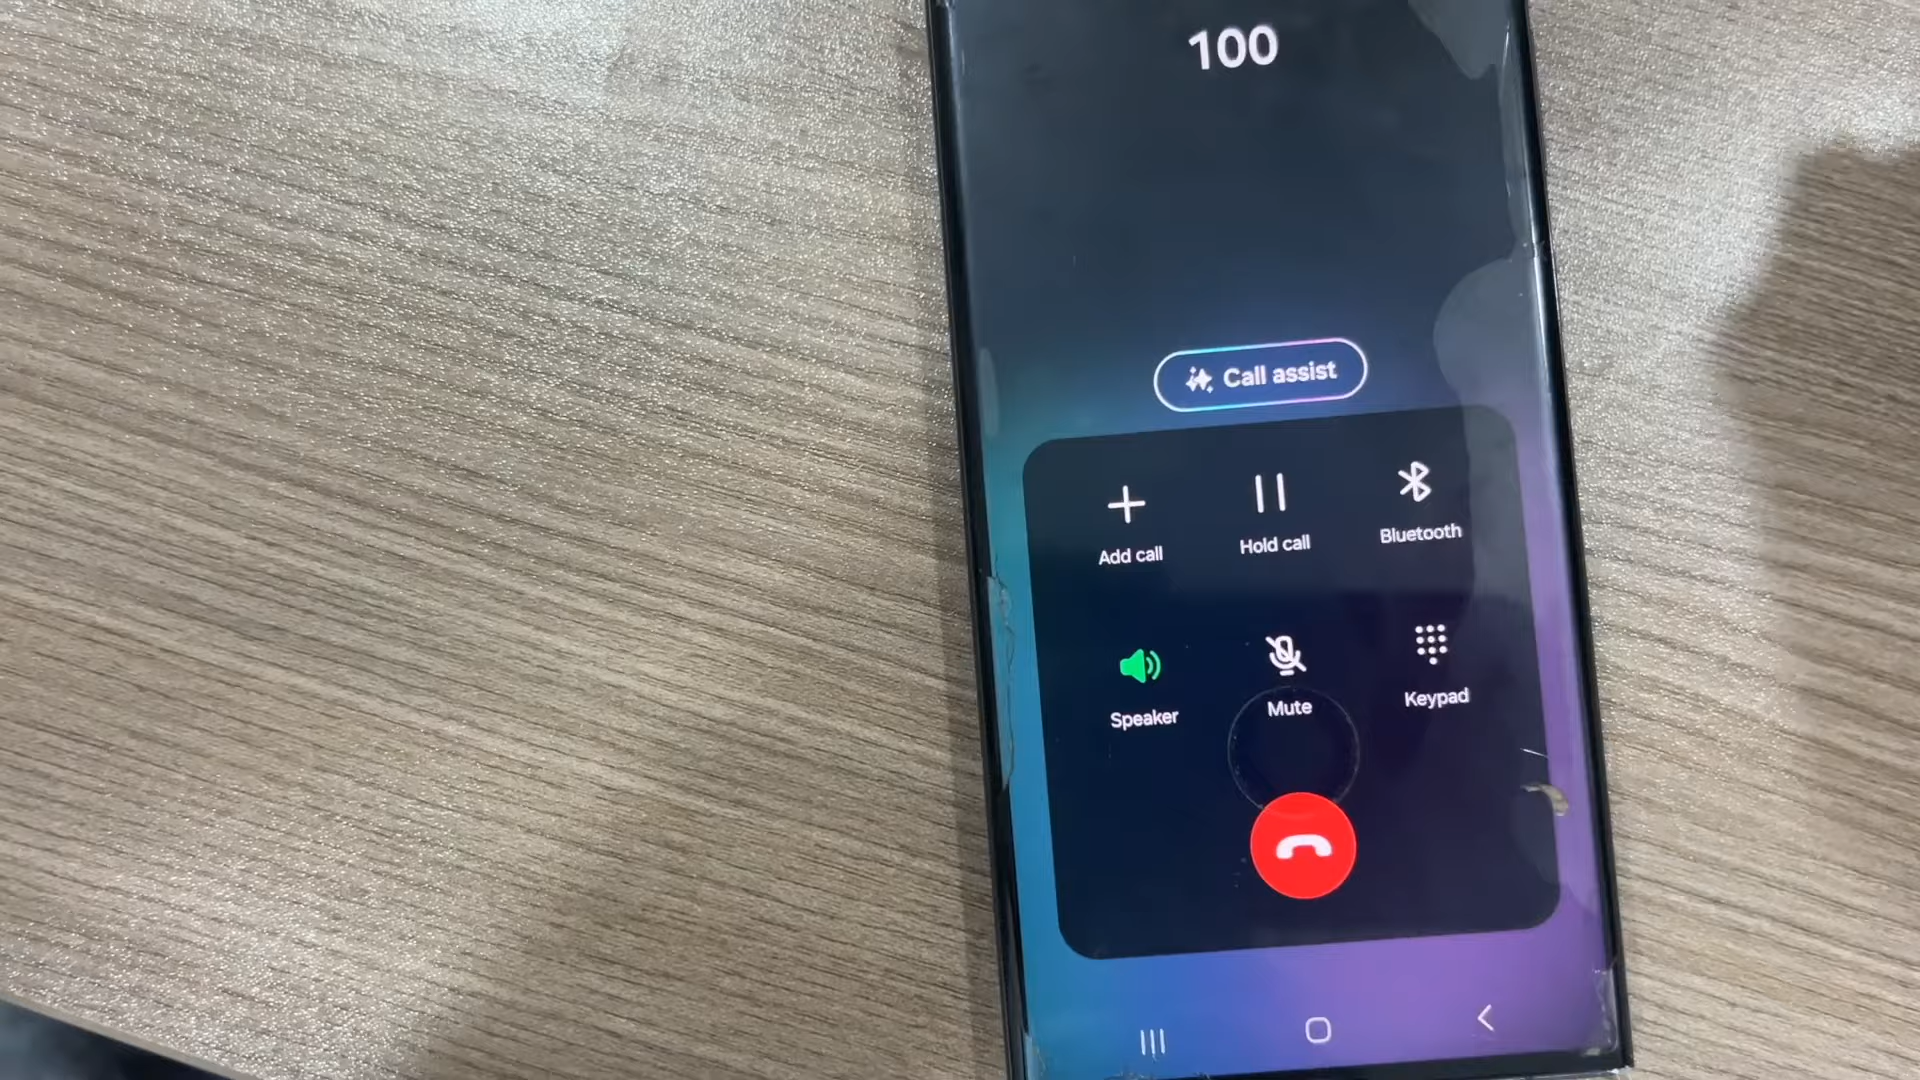 100
Call assist
Add call
Hold call
Bluetooth
Speaker
Mute
Keypad